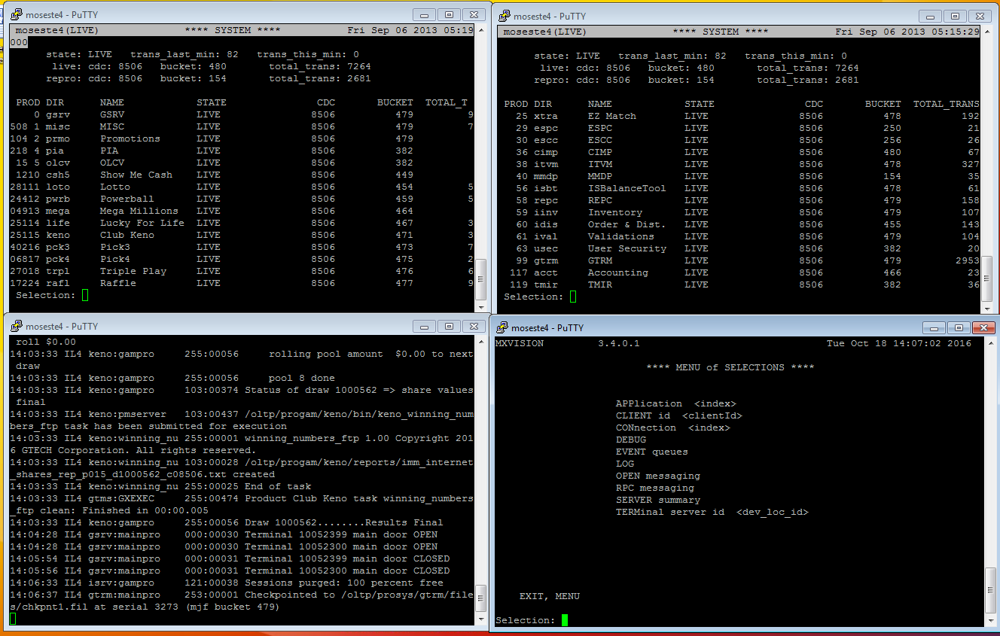 moseste4 - PuTTY
moseste4(LIVE) **** SYSTEM **** Fri Sep 06 2013 05:19
000
state: LIVE trans_last_min: 82 trans_this_min: 0
live: cdc: 8506 bucket: 480 total_trans: 7264
repro: cdc: 8506 bucket: 154 total_trans: 2681
PROD DIR NAME STATE CDC BUCKET TOTAL_T
0 gsrv GSRV LIVE 8506 479 9
508 1 misc MISC LIVE 8506 479 7
104 2 prmo Promotions LIVE 8506 479
218 4 pia PIA LIVE 8506 382
15 5 olcv OLCV LIVE 8506 382
1210 csh5 Show Me Cash LIVE 8506 449
28111 loto Lotto LIVE 8506 454 5
24412 pwrb Powerball LIVE 8506 459 5
04913 mega Mega Millions LIVE 8506 464
25114 life Lucky For Life LIVE 8506 467 3
25115 keno Club Keno LIVE 8506 471 3
40216 pck3 Pick3 LIVE 8506 473 7
06817 pck4 Pick4 LIVE 8506 475 2
27018 trpl Triple Play LIVE 8506 476 6
17224 rafl Raffle LIVE 8506 477 9
Selection:
moseste4 - PuTTY
moseste4(LIVE) **** SYSTEM **** Fri Sep 06 2013 05:15:29
state: LIVE trans_last_min: 82 trans_this_min: 0
live: cdc: 8506 bucket: 480 total_trans: 7264
repro: cdc: 8506 bucket: 154 total_trans: 2681
PROD DIR NAME STATE CDC BUCKET TOTAL_TRANS
25 xtra EZ Match LIVE 8506 478 192
29 espc ESPC LIVE 8506 250 21
30 escc ESCC LIVE 8506 256 26
36 cimp CIMP LIVE 8506 480 67
38 itvm ITVM LIVE 8506 478 327
40 mmdp MMDP LIVE 8506 154 35
56 isbt ISBalanceTool LIVE 8506 478 61
58 repc REPC LIVE 8506 479 158
59 iinv Inventory LIVE 8506 479 107
60 idis Order & Dist. LIVE 8506 455 143
61 ival Validations LIVE 8506 479 104
63 usec User Security LIVE 8506 382 20
99 gtrm GTRM LIVE 8506 479 2953
117 acct Accounting LIVE 8506 466 23
119 tmir TMIR LIVE 8506 382 36
Selection:
moseste4 - PuTTY
roll $0.00
14:03:33 IL4 keno:gampro 255:00056 rolling pool amount $0.00 to next
draw
14:03:33 IL4 keno:gampro 255:00056 pool 8 done
14:03:33 IL4 keno:gampro 103:00374 Status of draw 1000562 => share values
final
14:03:33 IL4 keno:pmserver 103:00437 /oltp/progam/keno/bin/keno_winning_num
bers_ftp task has been submitted for execution
14:03:33 IL4 keno:winning_nu 255:00001 winning_numbers_ftp 1.00 Copyright 201
6 GTECH Corporation. All rights reserved.
14:03:33 IL4 keno:winning_nu 103:00028 /oltp/progam/keno/reports/imm_internet
_shares_rep_p015_d1000562_c08506.txt created
14:03:33 IL4 keno:winning_nu 255:00025 End of task
14:03:33 IL4 gtms:GXEXEC 255:00474 Product Club Keno task winning_numbers
_ftp clean: Finished in 00:00.005
14:03:33 IL4 keno:gampro 255:00056 Draw 1000562........Results Final
14:04:28 IL4 gsrv:mainpro 000:00030 Terminal 10052399 main door OPEN
14:04:28 IL4 gsrv:mainpro 000:00030 Terminal 10052300 main door OPEN
14:05:54 IL4 gsrv:mainpro 000:00031 Terminal 10052399 main door CLOSED
14:05:56 IL4 gsrv:mainpro 000:00031 Terminal 10052300 main door CLOSED
14:06:33 IL4 isrv:gampro 121:00038 Sessions purged: 100 percent free
14:06:37 IL4 gtrm:mainpro 253:00001 Checkpointed to /oltp/prosys/gtrm/file
s/chkpnt1.fil at serial 3273 (mjf bucket 479)
moseste4 - PuTTY
MXVISION 3.4.0.1 Tue Oct 18 14:07:02 2016
**** MENU of SELECTIONS ****
APPlication <index>
CLIENT id <clientId>
CONnection <index>
DEBUG
EVENT queues
LOG
OPEN messaging
RPC messaging
SERVER summary
TERMinal server id <dev_loc_id>
EXIT, MENU
Selection: